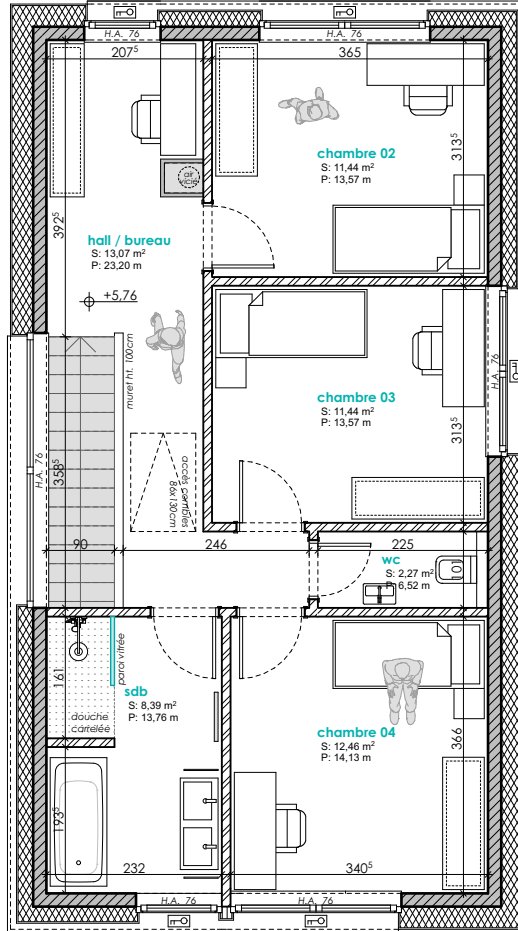 H.A. 76
H.A. 76
207⁵
365
chambre 02
S: 11,44 m²
P: 13,57 m
313⁵
air
vicié
392⁵
hall / bureau
S: 13,07 m²
P: 23,20 m
+5,76
muret ht. 100cm
chambre 03
S: 11,44 m²
P: 13,57 m
313⁵
H.A. 76
H.A. 76
358⁵
accès combles
86x130cm
90
246
225
wc
S: 2,27 m²
P: 6,52 m
101
161
paroi vitrée
sdb
S: 8,39 m²
P: 13,76 m
douche
carrelée
chambre 04
S: 12,46 m²
P: 14,13 m
366
193⁵
232
340⁵
H.A. 76
H.A. 76